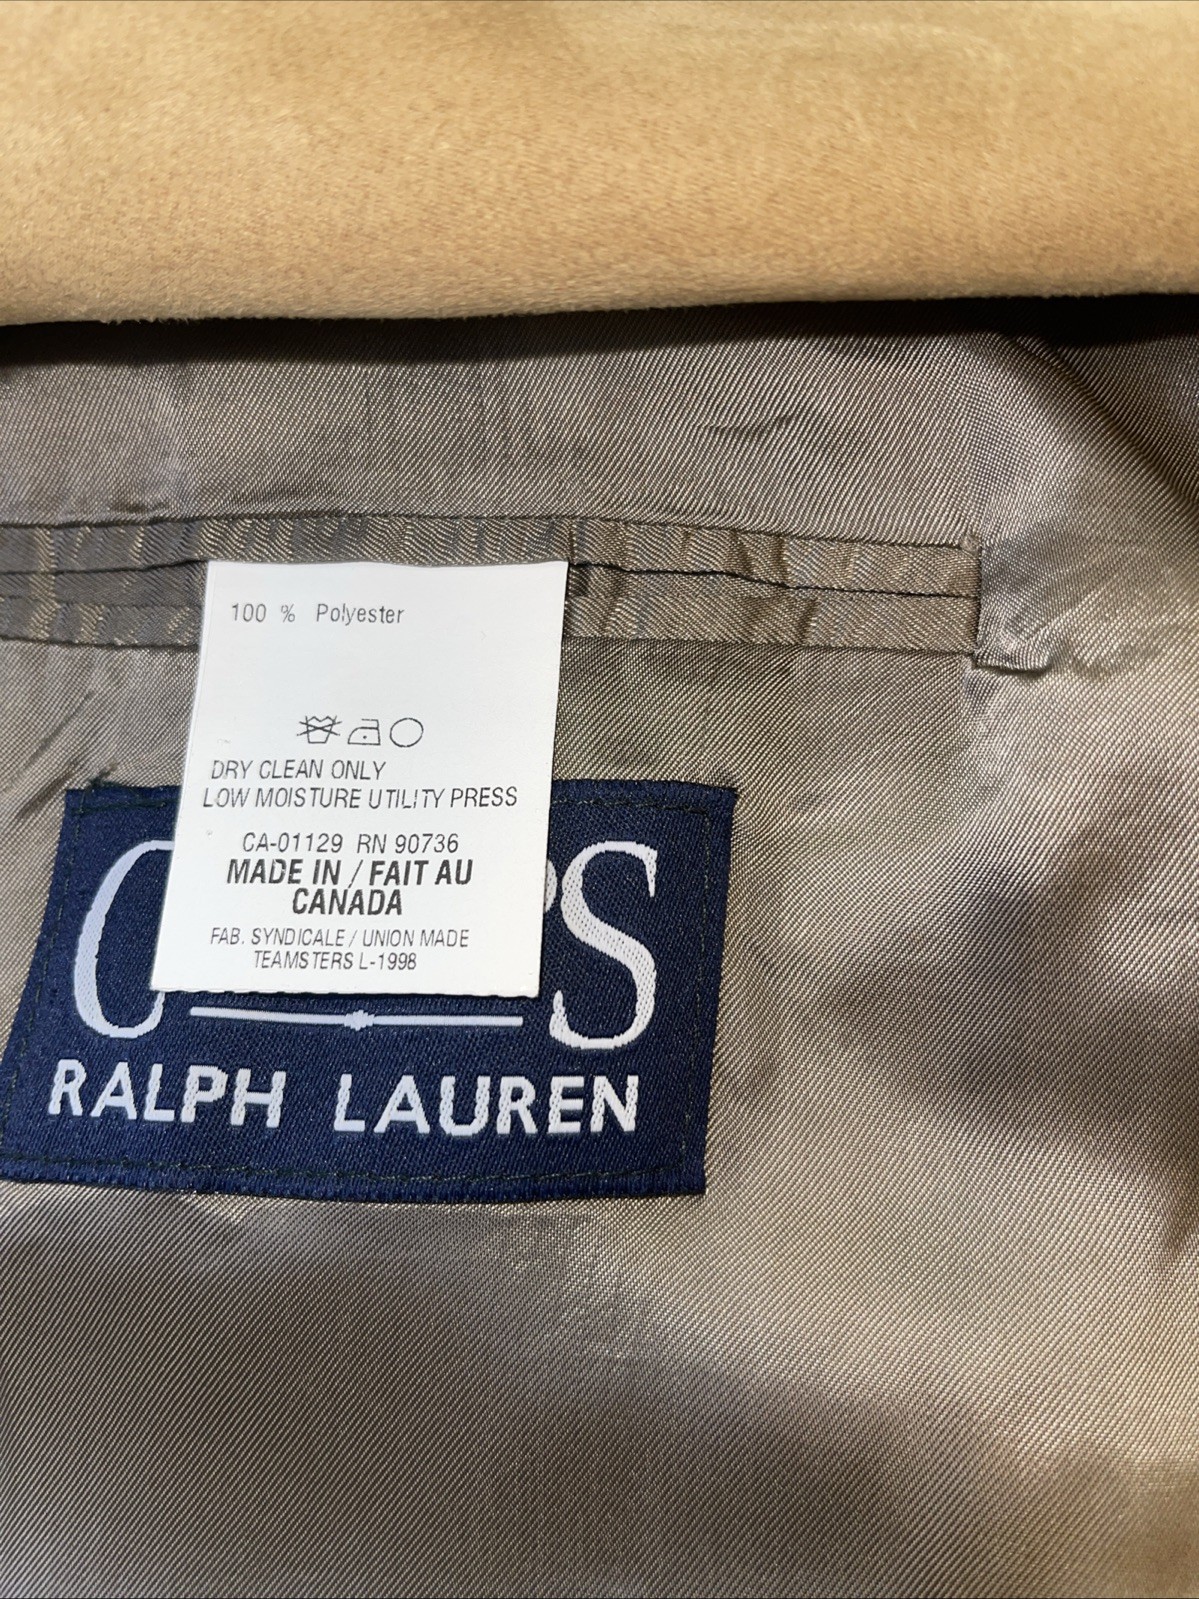 100 % Polyester
DRY CLEAN ONLY
LOW MOISTURE UTILITY PRESS
CA-01129 RN 90736
MADE IN / FAIT AU
CANADA
FAB. SYNDICALE / UNION MADE
TEAMSTERS L-1998
RALPH LAUREN